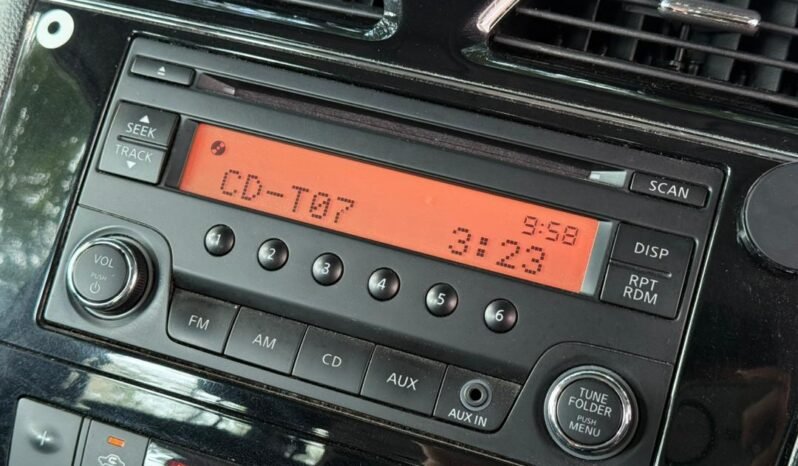 SEEK
TRACK
CD-T07
9:58
3:23
SCAN
DISP
RPT
RDM
1 2 3 4 5 6
VOL
PUSH
FM
AM
CD
AUX
AUX IN
TUNE
FOLDER
PUSH
MENU
+